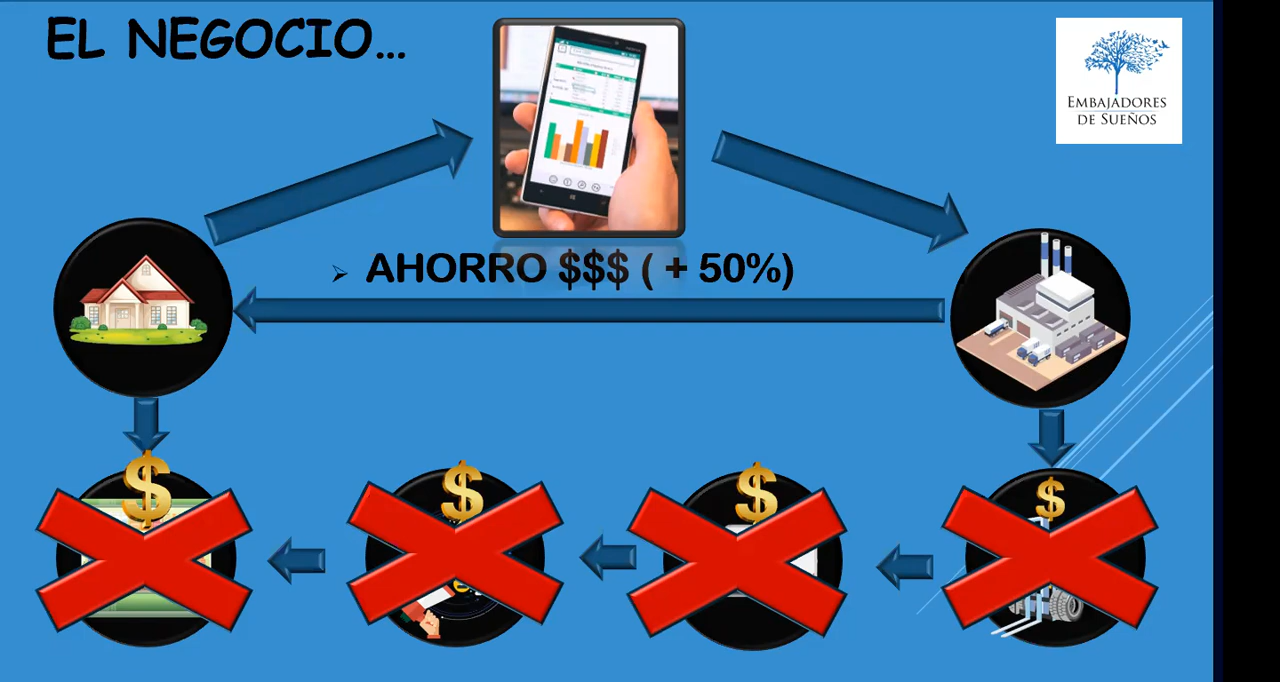 EL NEGOCIO...
EMBAJADORES
DE SUEÑOS
AHORRO $$$ ( + 50%)
$
$
$
$